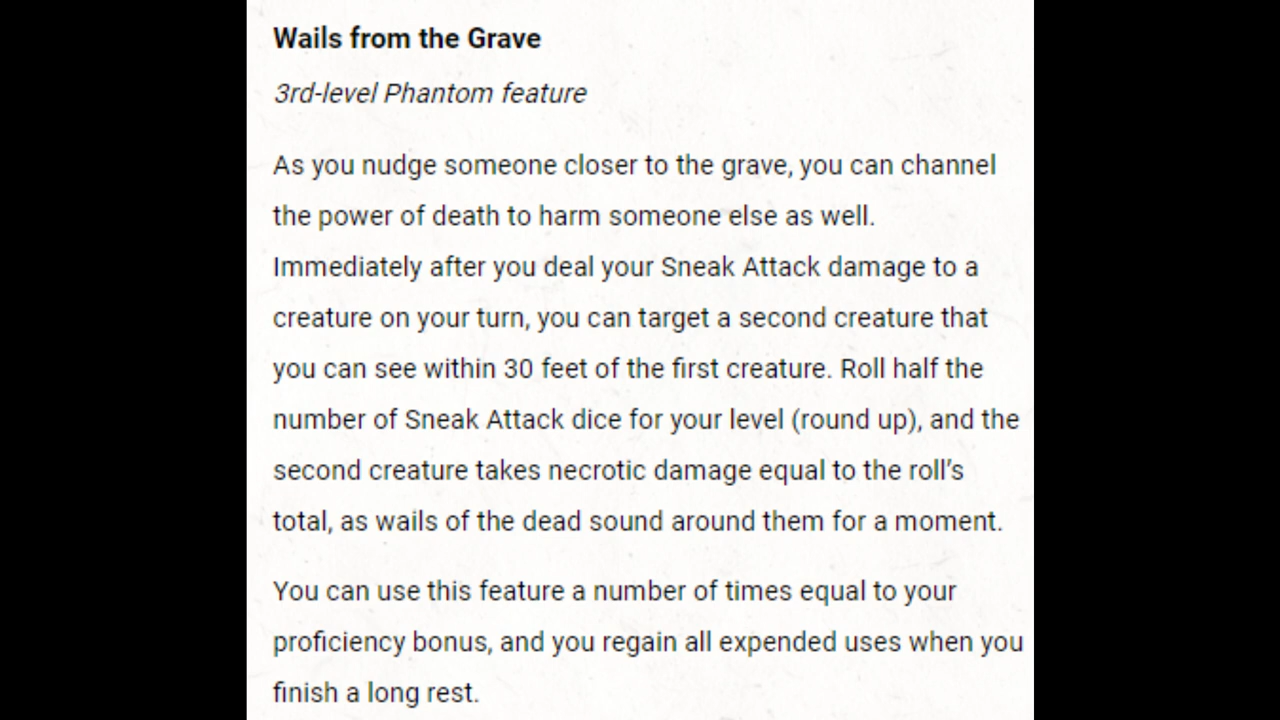 Wails from the Grave
3rd-level Phantom feature
As you nudge someone closer to the grave, you can channel
the power of death to harm someone else as well.
Immediately after you deal your Sneak Attack damage to a
creature on your turn, you can target a second creature that
you can see within 30 feet of the first creature. Roll half the
number of Sneak Attack dice for your level (round up), and the
second creature takes necrotic damage equal to the roll’s
total, as wails of the dead sound around them for a moment.
You can use this feature a number of times equal to your
proficiency bonus, and you regain all expended uses when you
finish a long rest.